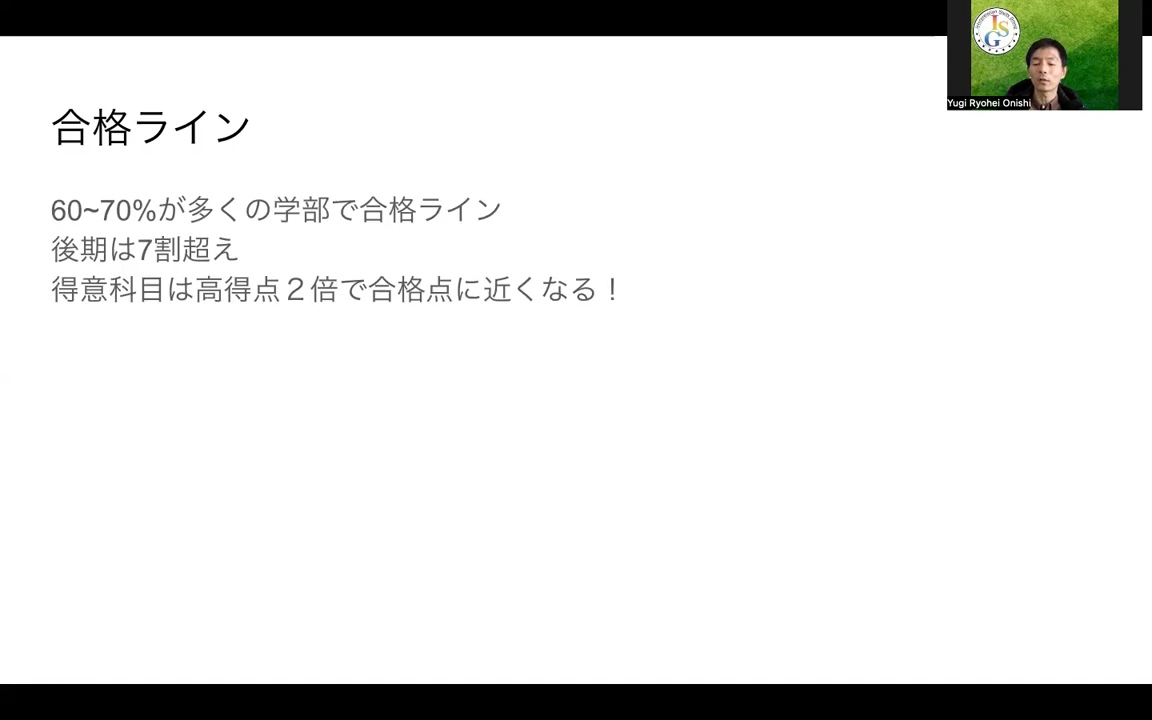 合格ライン
60~70%が多くの学部で合格ライン
後期は7割超え
得意科目は高得点２倍で合格点に近くなる！
ISG
Yugi Ryohei Onishi